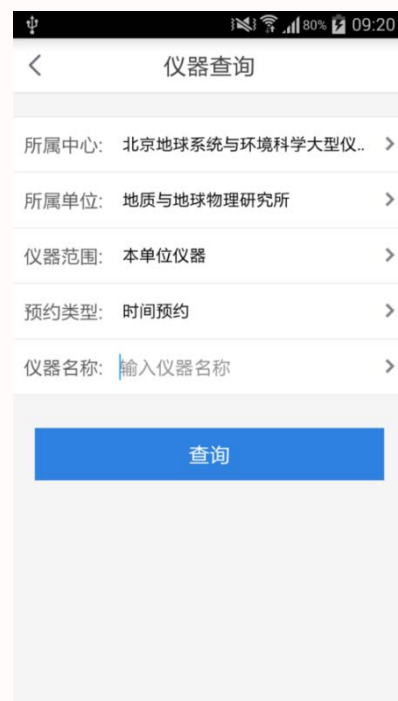 80% 09:20
仪器查询
所属中心: 北京地球系统与环境科学大型仪..
所属单位: 地质与地球物理研究所
仪器范围: 本单位仪器
预约类型: 时间预约
仪器名称: 输入仪器名称
查询